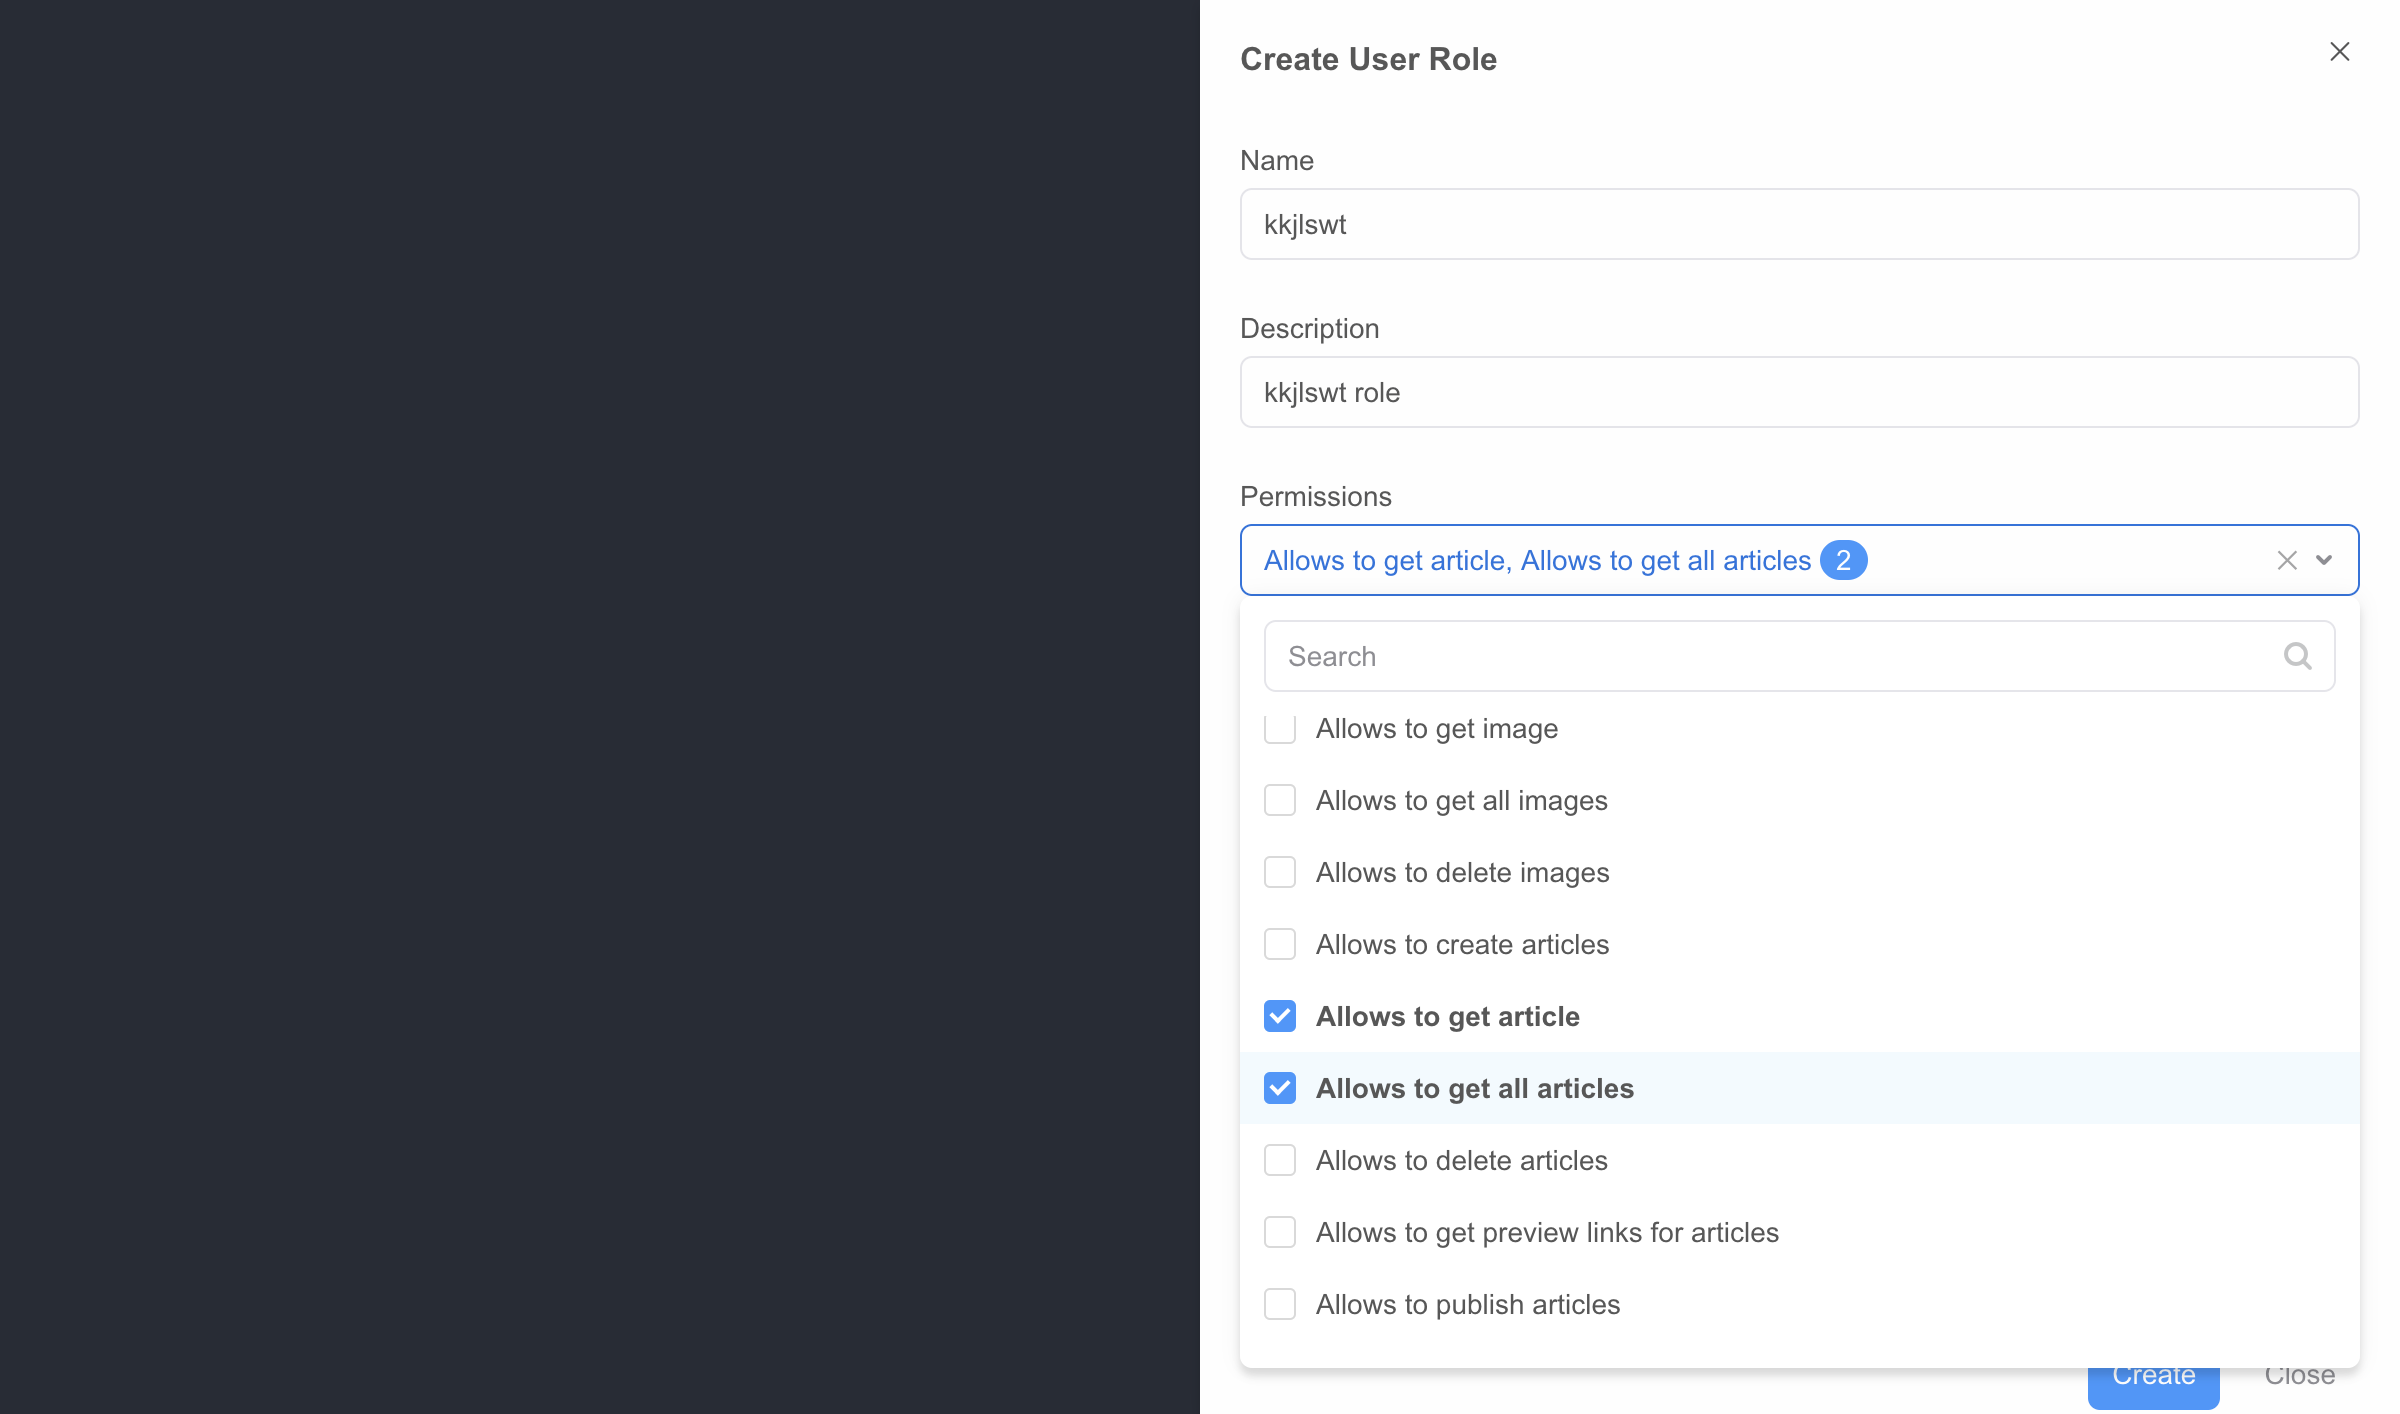 Create User Role
Name
kkjlswt
Description
kkjlswt role
Permissions
Allows to get article, Allows to get all articles 2
Search
Allows to get image
Allows to get all images
Allows to delete images
Allows to create articles
Allows to get article
Allows to get all articles
Allows to delete articles
Allows to get preview links for articles
Allows to publish articles
Create Close